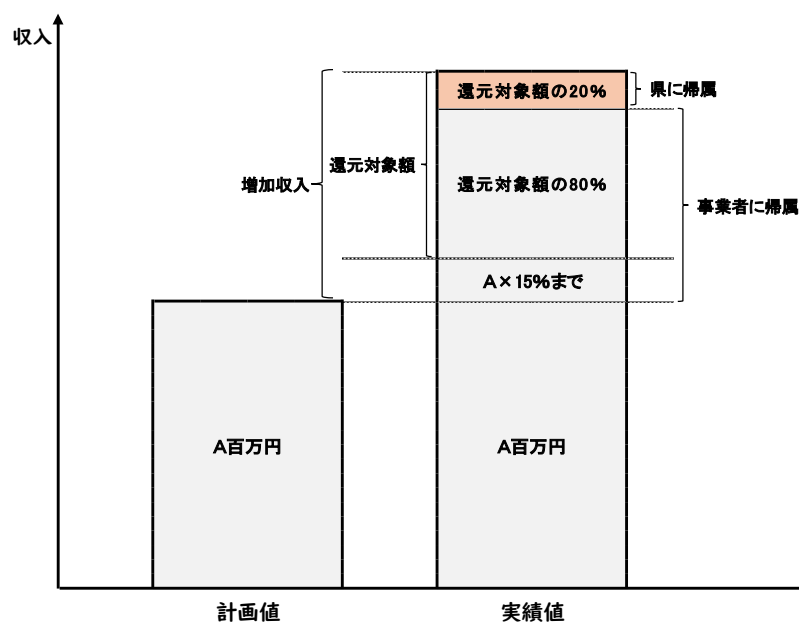 収入
還元対象額の20%
県に帰属
還元対象額
増加収入
還元対象額の80%
事業者に帰属
A×15%まで
A百万円
A百万円
計画値
実績値